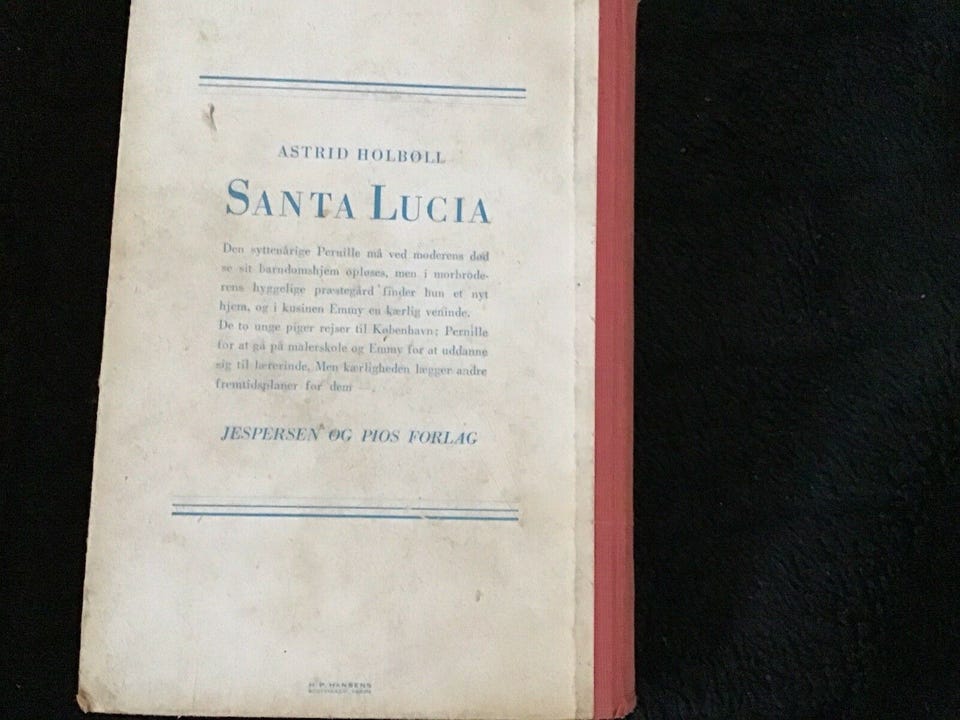 ASTRID HOLBØLL
SANTA LUCIA
Den syttenårige Pernille må ved moderens død
se sit barndomshjem opløses, men i morbrode-
rens hyggelige præstegård finder hun et nyt
hjem, og i kusinen Emmy en kærlig veninde.
De to unge piger rejser til København; Pernille
for at gå på malerskole og Emmy for at uddanne
sig til lærerinde. Men kærligheden lægger andre
fremtidsplaner for dem —.
JESPERSEN OG PIOS FORLAG
H. P. HANSENS